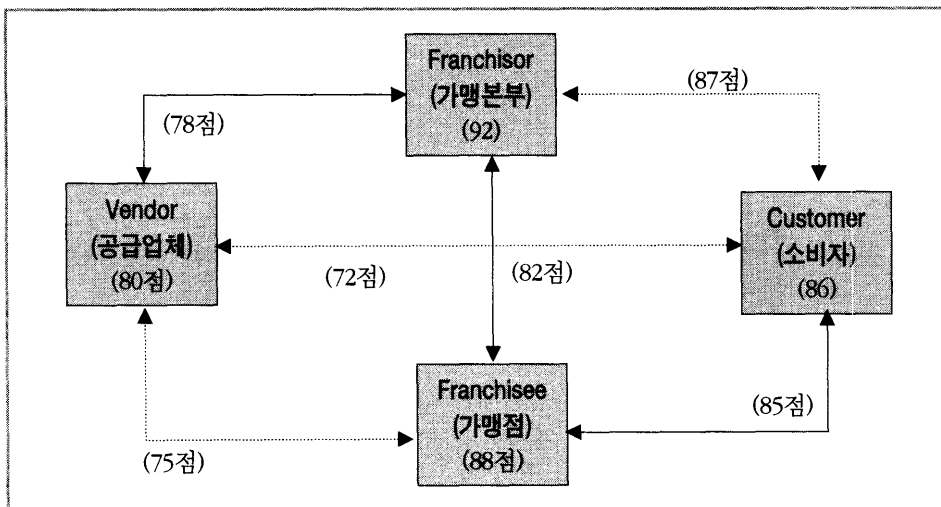 Franchisor
(가맹본부)
(92)
(87점)
(78점)
Vendor
(공급업체)
(80점)
Customer
(소비자)
(86)
(72점)
(82점)
Franchisee
(가맹점)
(88점)
(85점)
(75점)